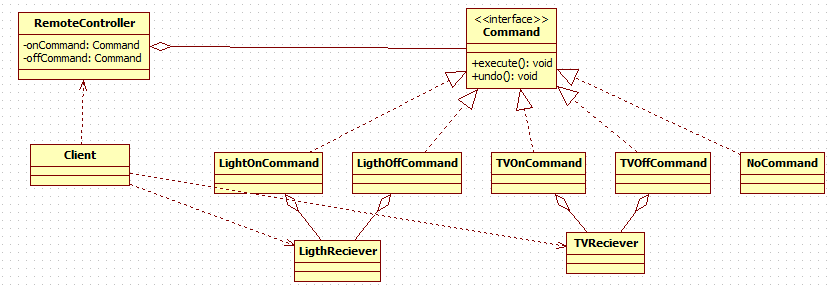 RemoteController
-onCommand: Command
-offCommand: Command
<<interface>>
Command
+execute(): void
+undo(): void
Client
LightOnCommand
LigthOffCommand
TVOnCommand
TVOffCommand
NoCommand
LigthReciever
TVReciever